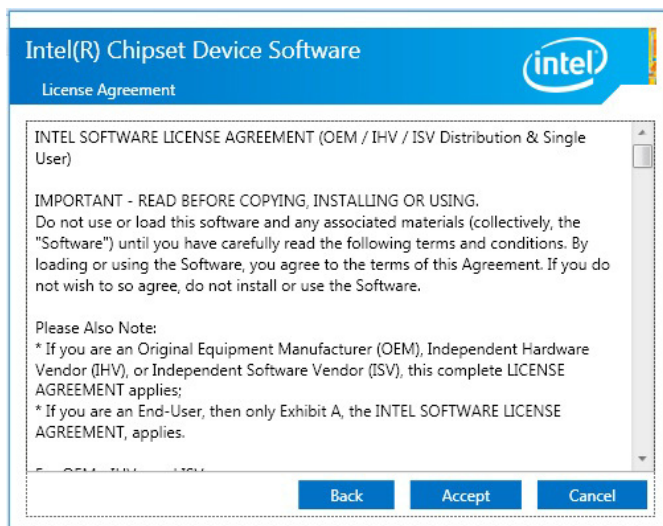 Intel(R) Chipset Device Software
License Agreement
intel
INTEL SOFTWARE LICENSE AGREEMENT (OEM / IHV / ISV Distribution & Single
User)
IMPORTANT - READ BEFORE COPYING, INSTALLING OR USING.
Do not use or load this software and any associated materials (collectively, the
"Software") until you have carefully read the following terms and conditions. By
loading or using the Software, you agree to the terms of this Agreement. If you do
not wish to so agree, do not install or use the Software.
Please Also Note:
* If you are an Original Equipment Manufacturer (OEM), Independent Hardware
Vendor (IHV), or Independent Software Vendor (ISV), this complete LICENSE
AGREEMENT applies;
* If you are an End-User, then only Exhibit A, the INTEL SOFTWARE LICENSE
AGREEMENT, applies.
Back Accept Cancel